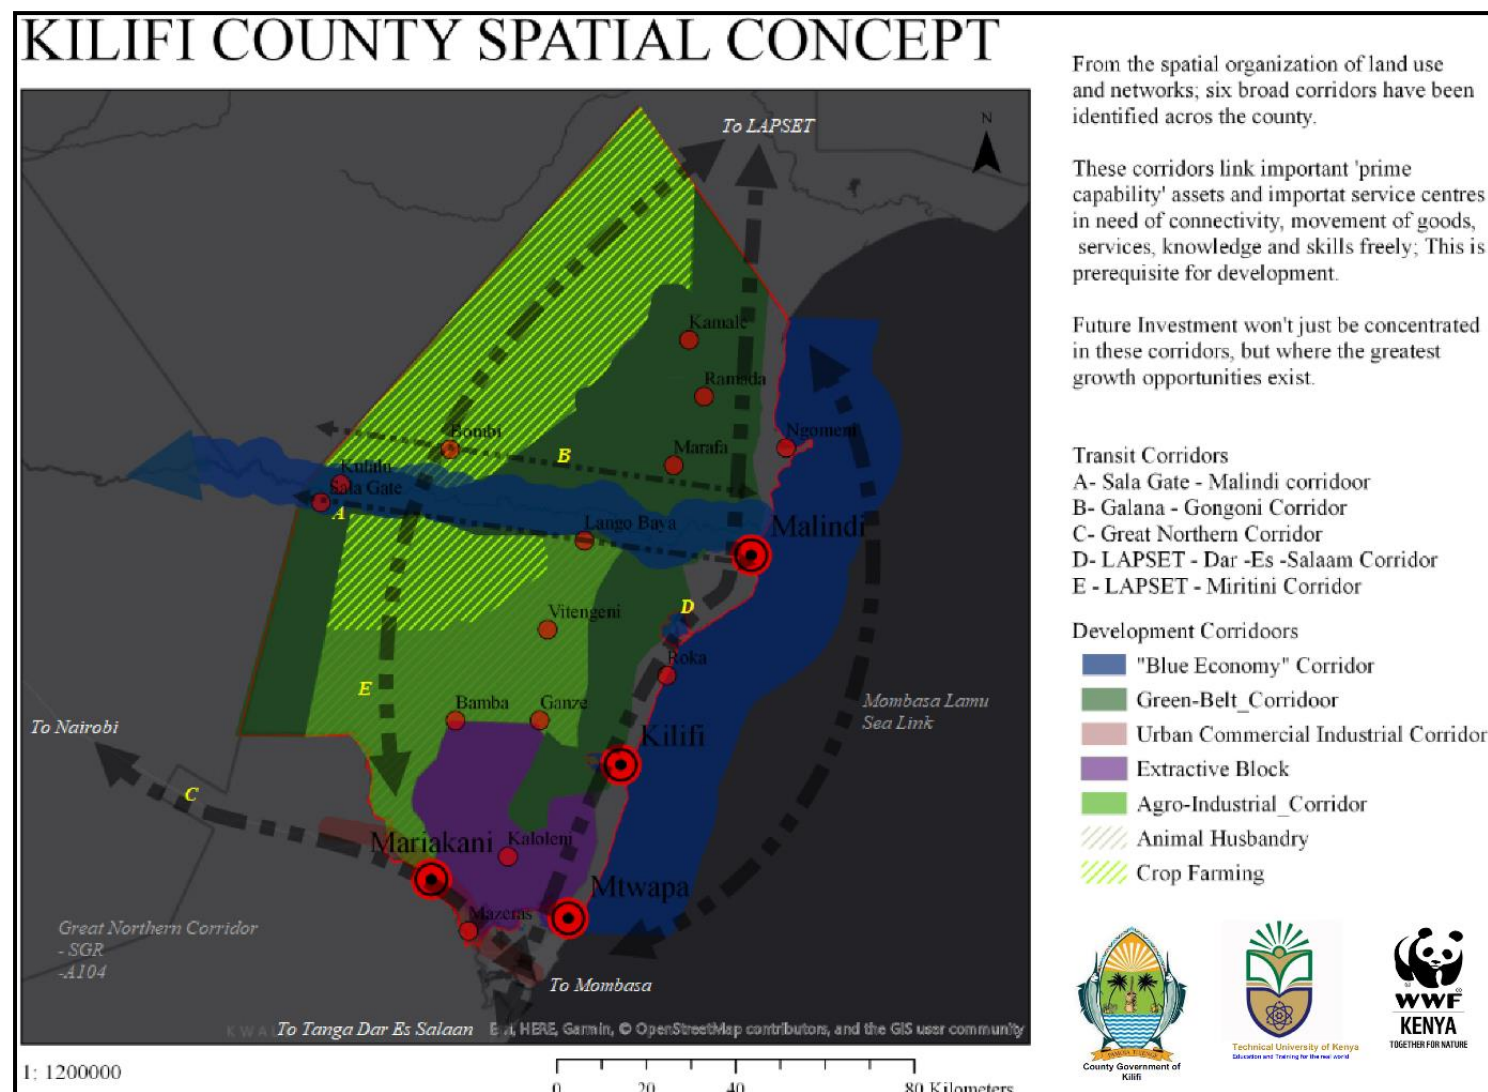 KILIFI COUNTY SPATIAL CONCEPT
From the spatial organization of land use
and networks; six broad corridors have been
identified acros the county.
These corridors link important 'prime
capability' assets and importat service centres
in need of connectivity, movement of goods,
services, knowledge and skills freely; This is
prerequisite for development.
Future Investment won't just be concentrated
in these corridors, but where the greatest
growth opportunities exist.
Transit Corridors
A- Sala Gate - Malindi corridoor
B- Galana - Gongoni Corridor
C- Great Northern Corridor
D- LAPSET - Dar -Es -Salaam Corridor
E - LAPSET - Miritini Corridor
Development Corridoors
"Blue Economy" Corridor
Green-Belt_Corridoor
Urban Commercial Industrial Corridor
Extractive Block
Agro-Industrial_Corridor
Animal Husbandry
Crop Farming
N
To LAPSET
Kamale
Ramada
Bombi
Marafa
Ngomeni
B
Kulalu
Sala Gate
A
Lango Baya
Malindi
Vitengeni
D
Roka
E
Bamba
Ganze
Kilifi
Mombasa Lamu
Sea Link
To Nairobi
C
Mariakani
Kaloleni
Mtwapa
Mazeras
Great Northern Corridor
- SGR
-A104
To Mombasa
To Tanga Dar Es Salaan
HERE, Garmin, © OpenStreetMap contributors, and the GIS user community
1: 1200000
0 20 40 80 Kilometers
County Government of
Kilifi
Technical University of Kenya
Education and Training for the real world
WWF
KENYA
TOGETHER FOR NATURE